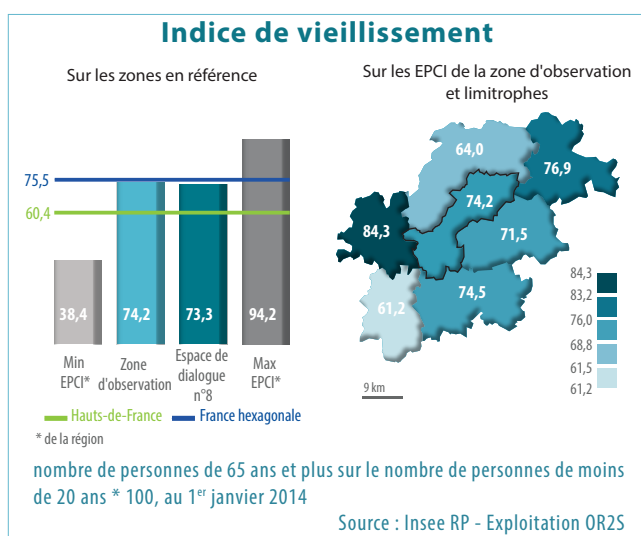 Indice de vieillissement
Sur les zones en référence
75,5
60,4
38,4
74,2
73,3
94,2
Min
EPCI*
Zone
d'observation
Espace de
dialogue
n°8
Max
EPCI*
Hauts-de-France
France hexagonale
* de la région
Sur les EPCI de la zone d'observation
et limitrophes
64,0
76,9
74,2
84,3
71,5
74,5
61,2
84,3
83,2
76,0
68,8
61,5
61,2
9 km
nombre de personnes de 65 ans et plus sur le nombre de personnes de moins
de 20 ans * 100, au 1er janvier 2014
Source : Insee RP - Exploitation OR2S